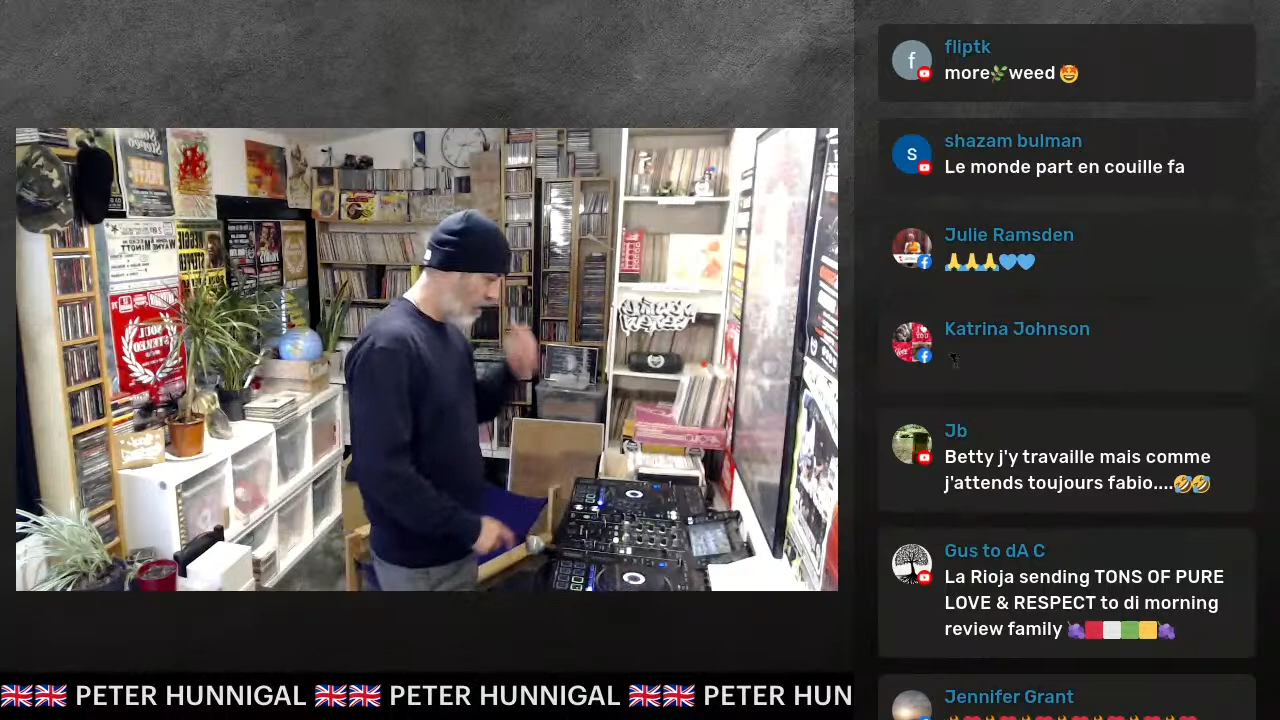 fliptk
more🌿weed 🤩
shazam bulman
Le monde part en couille fa
Julie Ramsden
🙏🙏🙏💙💙
Katrina Johnson
Jb
Betty j'y travaille mais comme
j'attends toujours fabio....🤣🤣
Gus to dA C
La Rioja sending TONS OF PURE
LOVE & RESPECT to di morning
review family 🍇🟥⬜🟩🟨🍇
Jennifer Grant
🇬🇧🇬🇧 PETER HUNNIGAL 🇬🇧🇬🇧 PETER HUNNIGAL 🇬🇧🇬🇧 PETER HUN